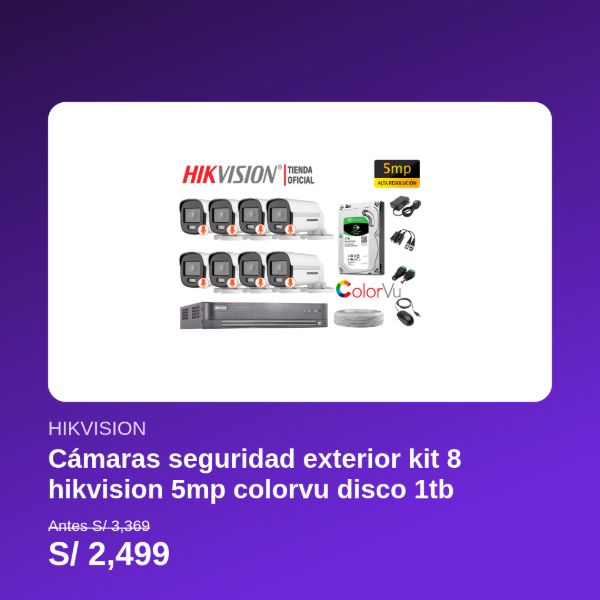 HIKVISION® TIENDA OFICIAL
5mp
ALTA RESOLUCIÓN
ColorVu
HIKVISION
Cámaras seguridad exterior kit 8
hikvision 5mp colorvu disco 1tb
Antes S/ 3,369
S/ 2,499